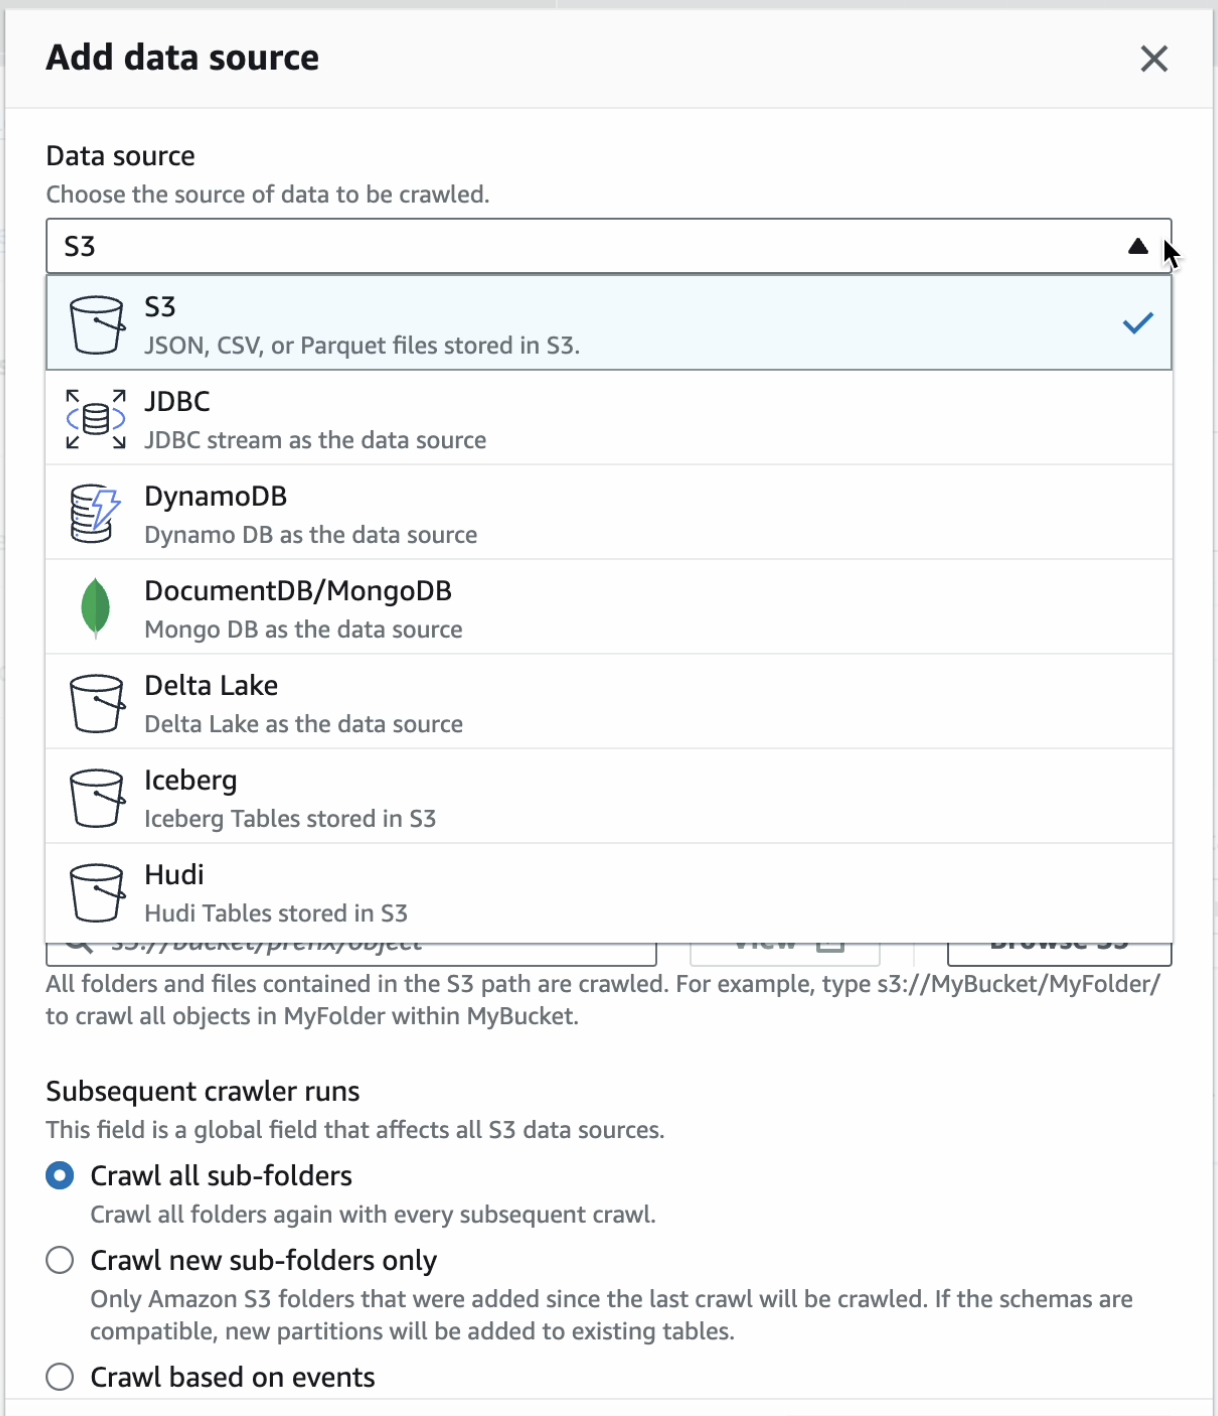 Add data source
Data source
Choose the source of data to be crawled.
S3
S3
JSON, CSV, or Parquet files stored in S3.
JDBC
JDBC stream as the data source
DynamoDB
Dynamo DB as the data source
DocumentDB/MongoDB
Mongo DB as the data source
Delta Lake
Delta Lake as the data source
Iceberg
Iceberg Tables stored in S3
Hudi
Hudi Tables stored in S3
s3://bucket/prefix/object View Browse S3
All folders and files contained in the S3 path are crawled. For example, type s3://MyBucket/MyFolder/
to crawl all objects in MyFolder within MyBucket.
Subsequent crawler runs
This field is a global field that affects all S3 data sources.
Crawl all sub-folders
Crawl all folders again with every subsequent crawl.
Crawl new sub-folders only
Only Amazon S3 folders that were added since the last crawl will be crawled. If the schemas are
compatible, new partitions will be added to existing tables.
Crawl based on events